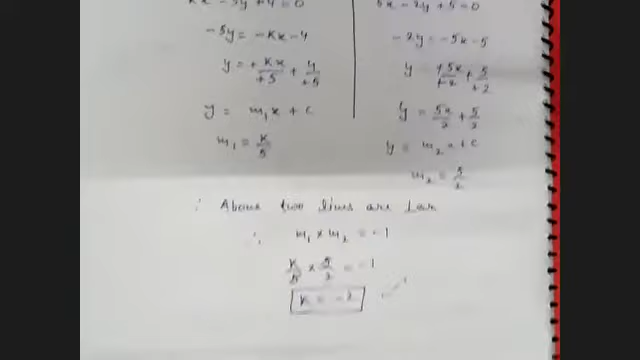 kx - 5y + 4 = 0
-5y = -kx - 4
y = +kx/+5 + 4/+5
y = m₁x + c
m₁ = k/5
5x - 2y + 5 = 0
-2y = -5x - 5
y = +5x/+2 + 5/+2
y = 5x/2 + 5/2
y = m₂x + c
m₂ = 5/2
∴ Above two lines are
∴ m₁ × m₂ = -1
k/5 × 5/2 = -1
k = -2